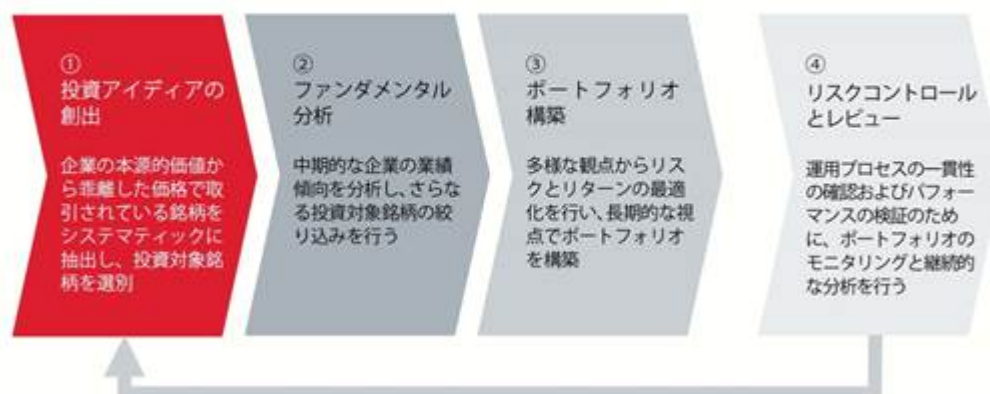 ①
投資アイディアの
創出
企業の本源的価値か
ら乖離した価格で取
引されている銘柄を
システマティックに
抽出し、投資対象銘
柄を選別
②
ファンダメンタル
分析
中期的な企業の業績
傾向を分析し、さらな
る投資対象銘柄の絞
り込みを行う
③
ポートフォリオ
構築
多様な観点からリス
クとリターンの最適
化を行い、長期的な視
点でポートフォリオ
を構築
④
リスクコントロール
とレビュー
運用プロセスの一貫性
の確認およびパフォー
マンスの検証のため
に、ポートフォリオの
モニタリングと継続的
な分析を行う